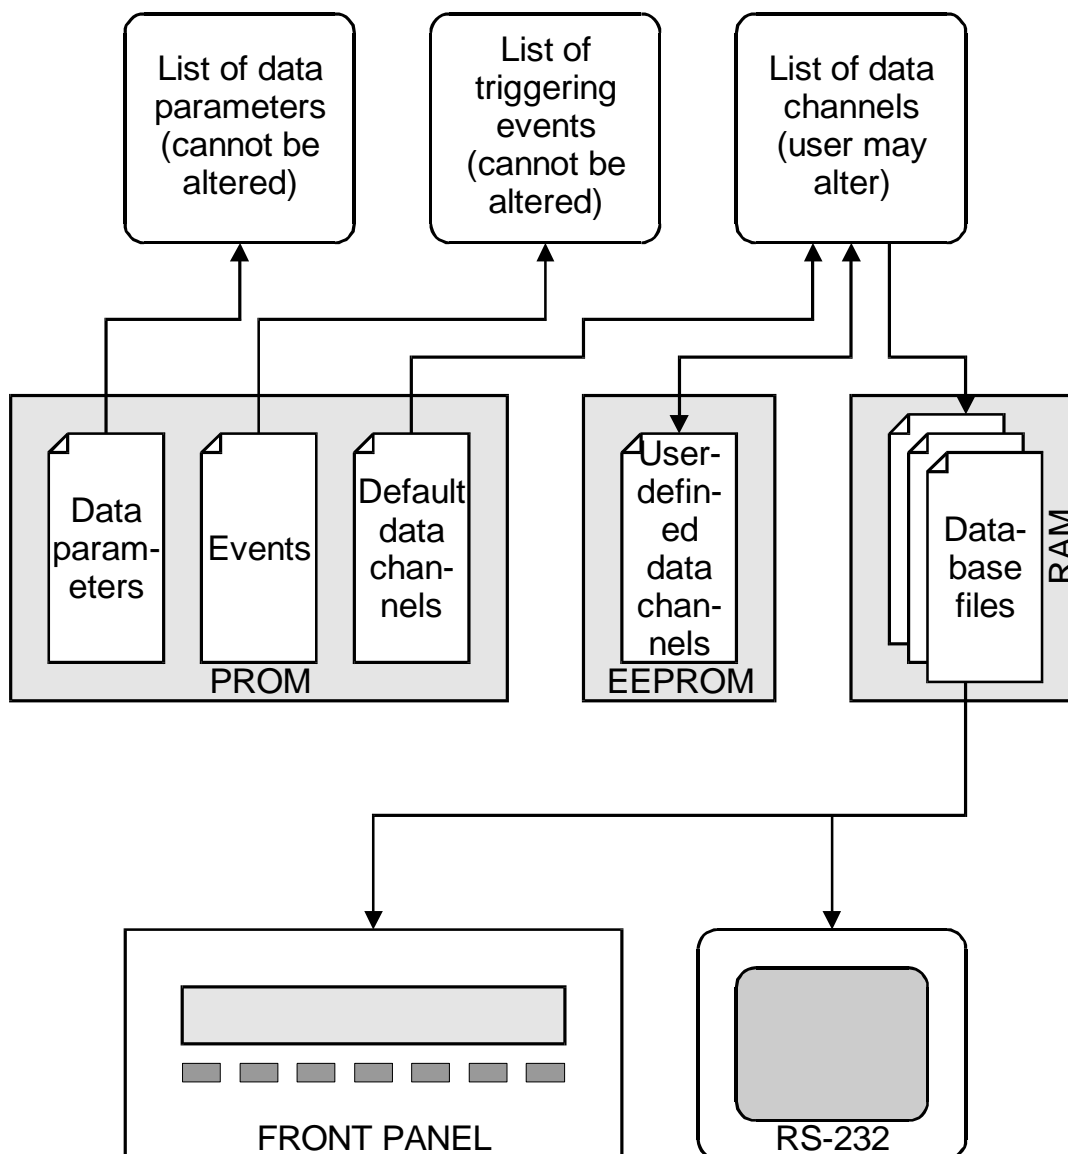 List of data
parameters
(cannot be
altered)
List of
triggering
events
(cannot be
altered)
List of data
channels
(user may
alter)
Data
param-
eters
Events
Default
data
chan-
nels
PROM
User-
defin-
ed
data
chan-
nels
EEPROM
Data-
base
files
RAM
FRONT PANEL
RS-232